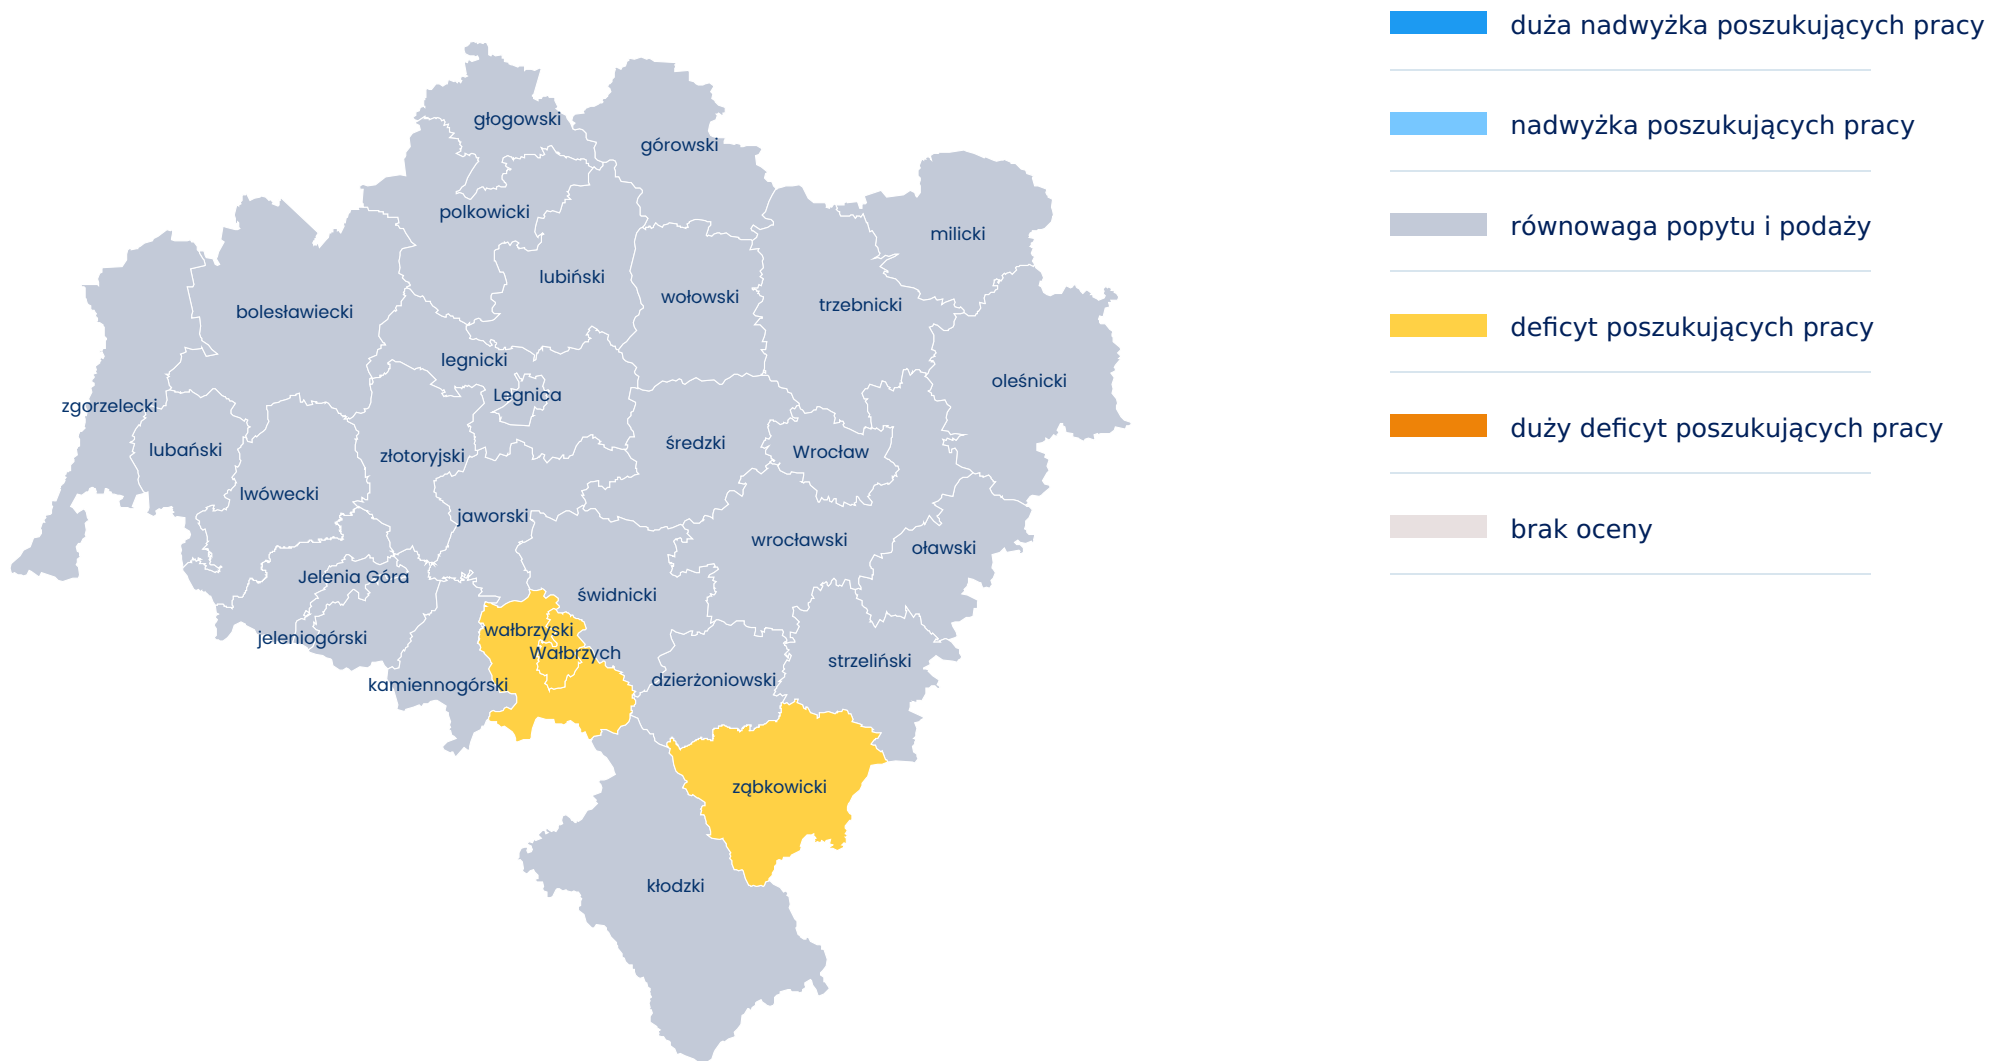 głogowski
górowski
polkowicki
milicki
lubiński
wołowski
trzebnicki
bolesławiecki
legnicki
oleśnicki
Legnica
zgorzelecki
średzki
lubański
Wrocław
złotoryjski
lwówecki
jaworski
wrocławski
oławski
Jelenia Góra
świdnicki
wałbrzyski
jeleniogórski
Wałbrzych
strzeliński
dzierżoniowski
kamiennogórski
ząbkowicki
kłodzki
duża nadwyżka poszukujących pracy
nadwyżka poszukujących pracy
równowaga popytu i podaży
deficyt poszukujących pracy
duży deficyt poszukujących pracy
brak oceny